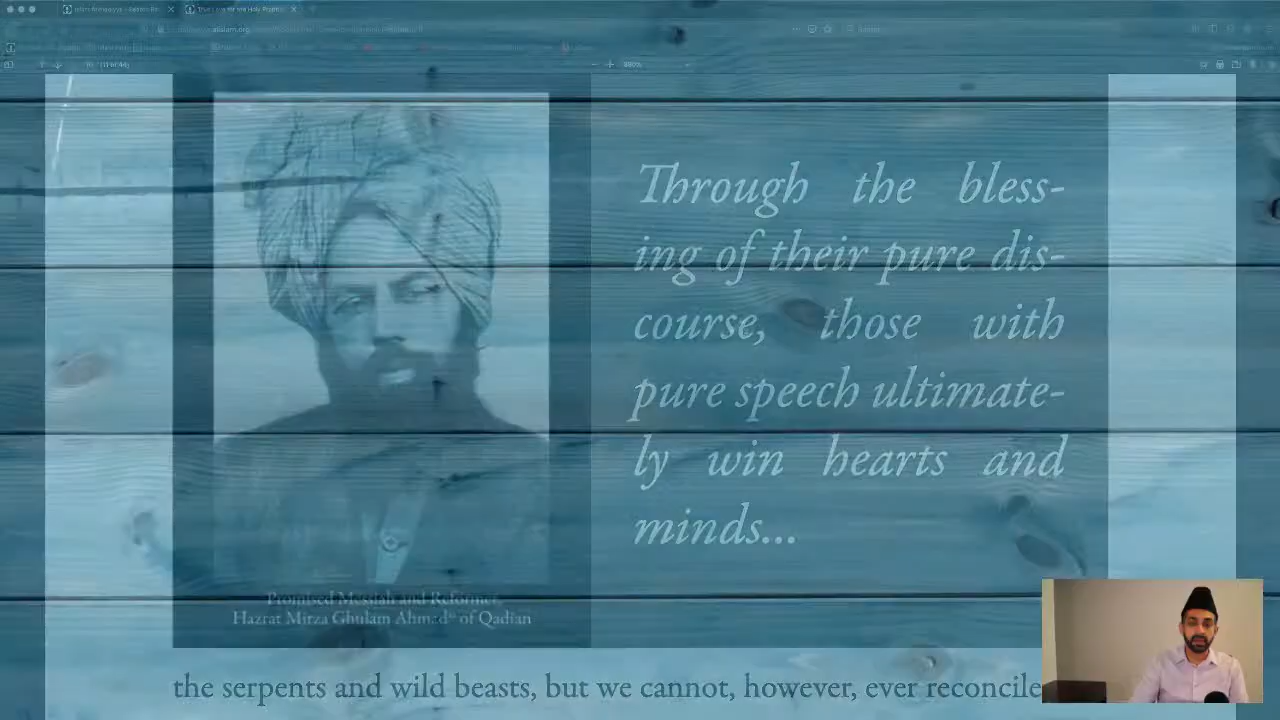 alislam.org
Through the bless-
ing of their pure dis-
course, those with
pure speech ultimate-
ly win hearts and
minds...
Promised Messiah and Reformer,
Hazrat Mirza Ghulam Ahmad of Qadian
the serpents and wild beasts, but we cannot, however, ever reconcile